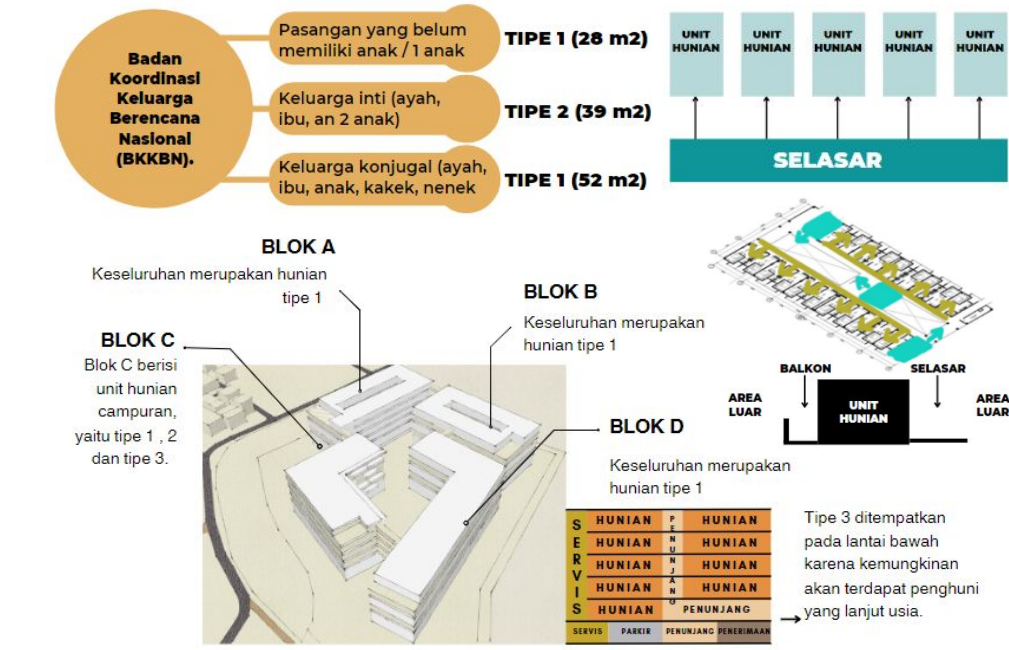 Badan
Koordinasi
Keluarga
Berencana
Nasional
(BKKBN).
Pasangan yang belum
memiliki anak / 1 anak
TIPE 1 (28 m2)
Keluarga inti (ayah,
ibu, an 2 anak)
TIPE 2 (39 m2)
Keluarga konjugal (ayah,
ibu, anak, kakek, nenek
TIPE 1 (52 m2)
UNIT
HUNIAN
UNIT
HUNIAN
UNIT
HUNIAN
UNIT
HUNIAN
UNIT
HUNIAN
SELASAR
BLOK A
Keseluruhan merupakan hunian
tipe 1
BLOK B
Keseluruhan merupakan
hunian tipe 1
BLOK C
Blok C berisi
unit hunian
campuran,
yaitu tipe 1 , 2
dan tipe 3.
BLOK D
Keseluruhan merupakan
hunian tipe 1
BALKON
SELASAR
AREA
LUAR
UNIT
HUNIAN
AREA
LUAR
SERVIS
PENUNJANG
HUNIAN HUNIAN
HUNIAN HUNIAN
HUNIAN HUNIAN
HUNIAN HUNIAN
HUNIAN PENUNJANG
SERVIS PARKIR PENUNJANG PENERIMAAN
Tipe 3 ditempatkan
pada lantai bawah
karena kemungkinan
akan terdapat penghuni
yang lanjut usia.